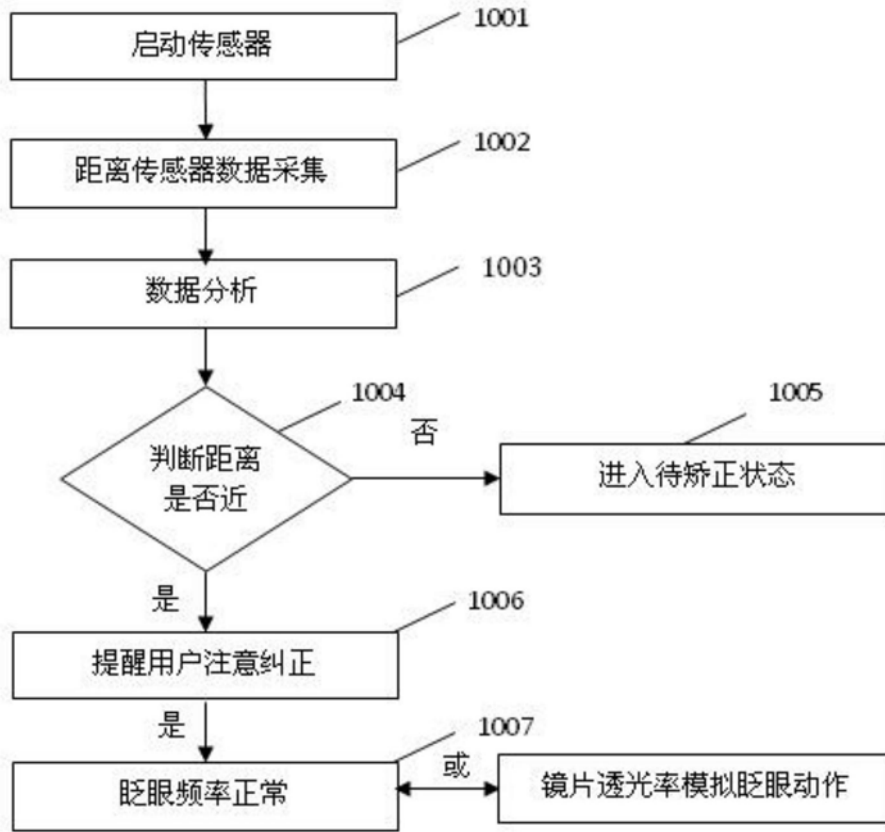 启动传感器
1001
距离传感器数据采集
1002
数据分析
1003
判断距离
是否近
1004
否
进入待矫正状态
1005
是
提醒用户注意纠正
1006
是
眨眼频率正常
1007
或
镜片透光率模拟眨眼动作